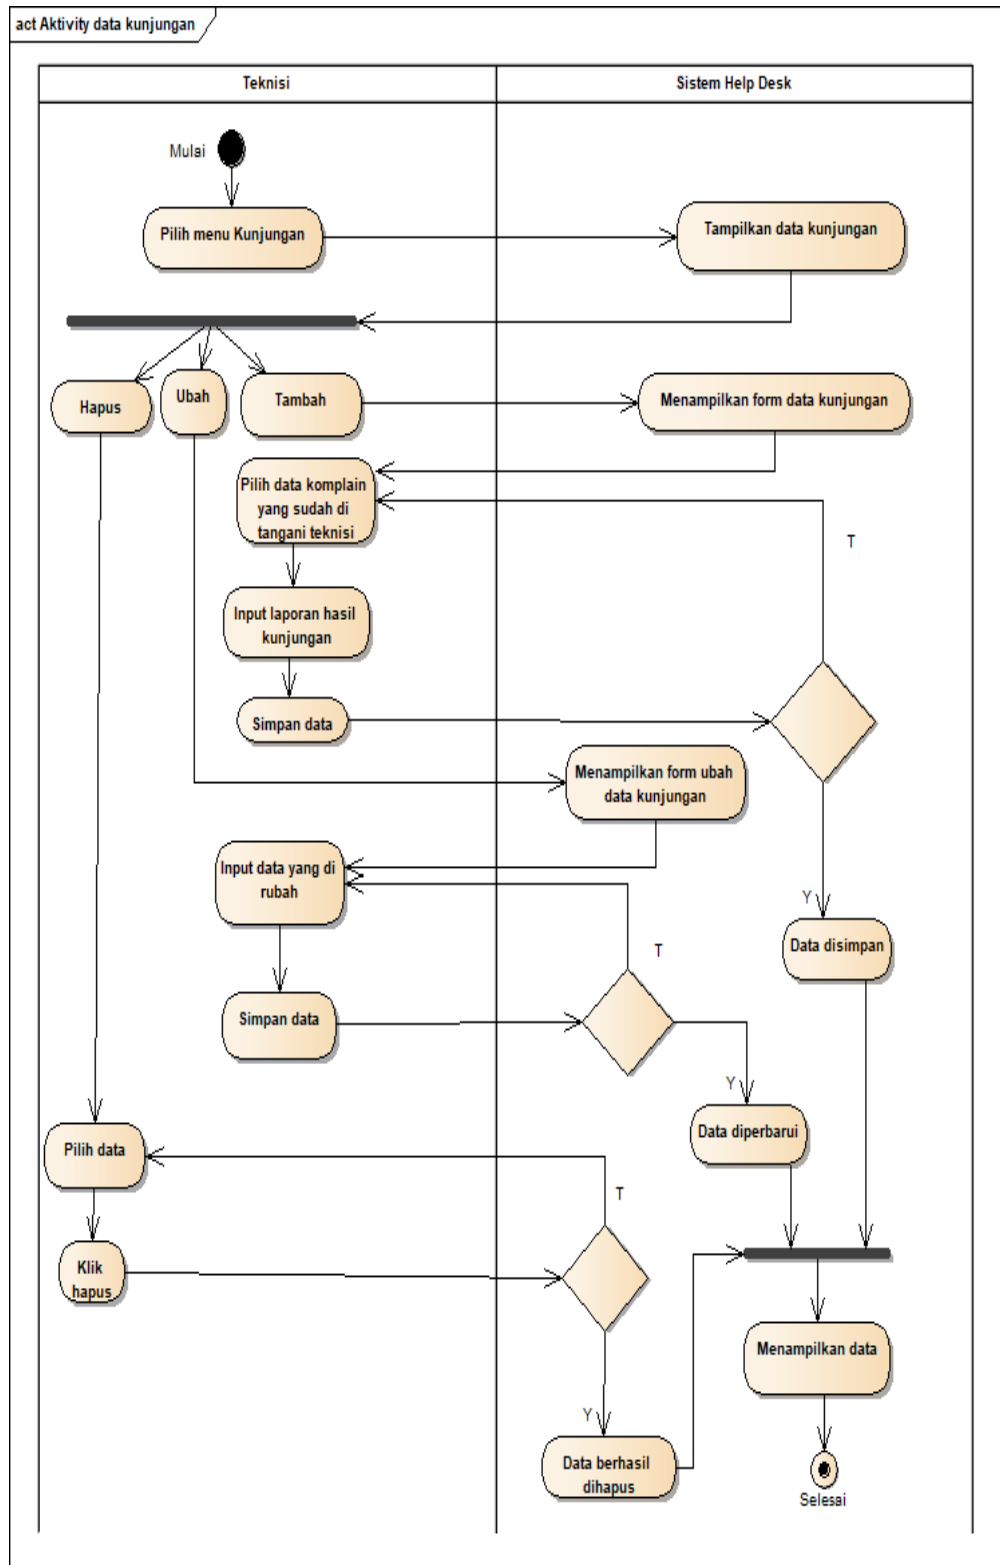 act Aktivity data kunjungan
Teknisi
Sistem Help Desk
Mulai
Pilih menu Kunjungan
Tampilkan data kunjungan
Hapus
Ubah
Tambah
Menampilkan form data kunjungan
Pilih data komplain
yang sudah di
tangani teknisi
T
Input laporan hasil
kunjungan
Simpan data
Menampilkan form ubah
data kunjungan
Input data yang di
rubah
Y
Data disimpan
T
Simpan data
Y
Data diperbarui
Pilih data
T
Klik
hapus
Menampilkan data
Y
Data berhasil
dihapus
Selesai